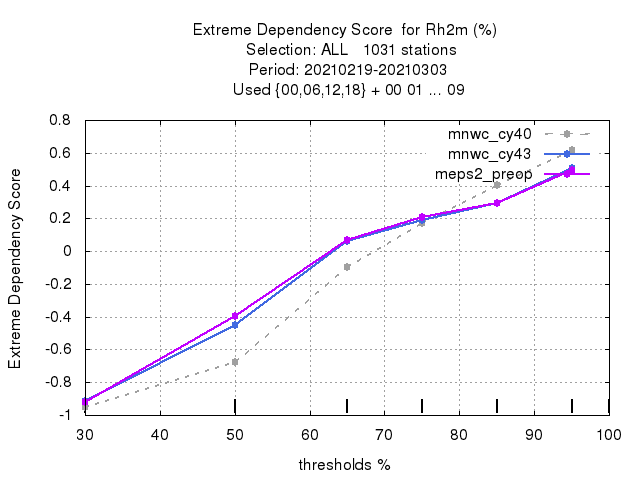 Extreme Dependency Score for Rh2m (%)
Selection: ALL 1031 stations
Period: 20210219-20210303
Used {00,06,12,18} + 00 01 ... 09
mnwc_cy40
mnwc_cy43
meps2_preop
Extreme Dependency Score
0.8
0.6
0.4
0.2
0
-0.2
-0.4
-0.6
-0.8
-1
30 40 50 60 70 80 90 100
thresholds %